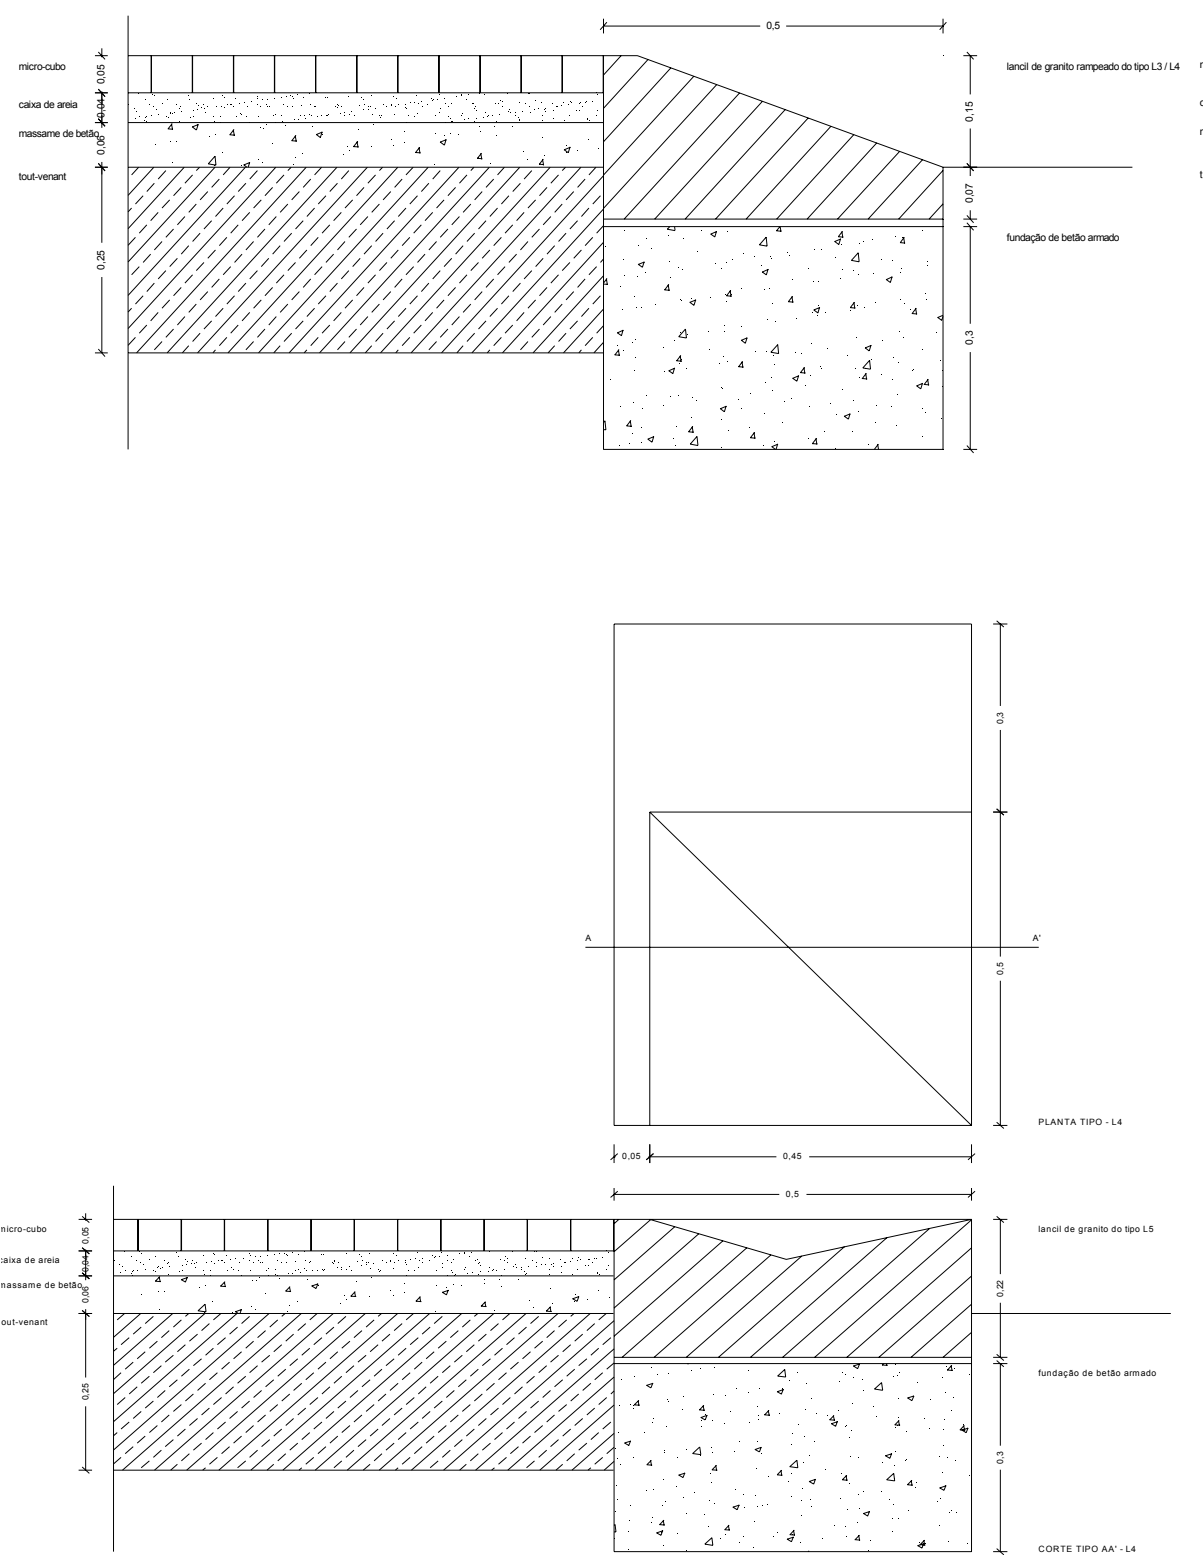 0,5
micro-cubo
0,05
lancil de granito rampeado do tipo L3 / L4
caixa de areia
0,04
0,15
massame de betão
0,06
tout-venant
0,07
fundação de betão armado
0,25
0,3
0,3
A
A'
0,5
PLANTA TIPO - L4
0,05
0,45
0,5
micro-cubo
0,05
lancil de granito do tipo L5
caixa de areia
0,04
massame de betão
0,06
0,22
tout-venant
fundação de betão armado
0,25
0,3
CORTE TIPO AA' - L4